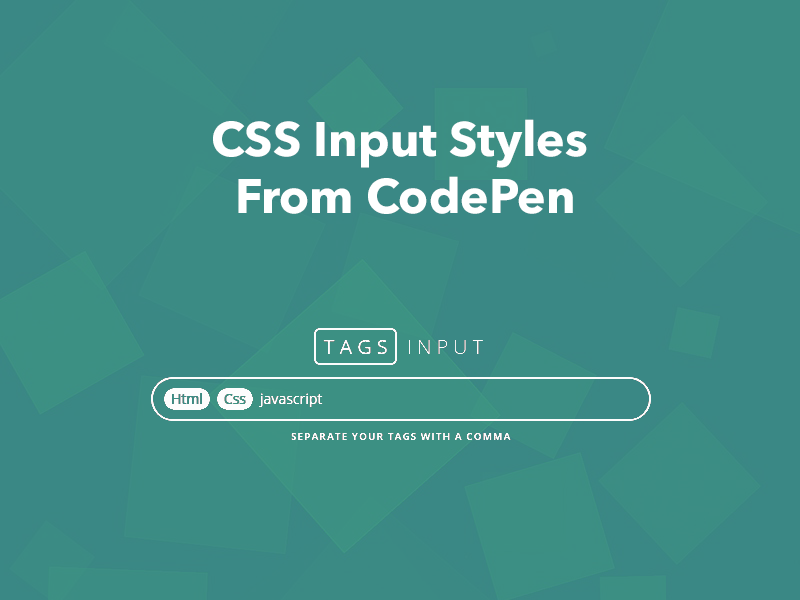 CSS Input Styles
From CodePen
TAGS INPUT
Html Css javascript
SEPARATE YOUR TAGS WITH A COMMA